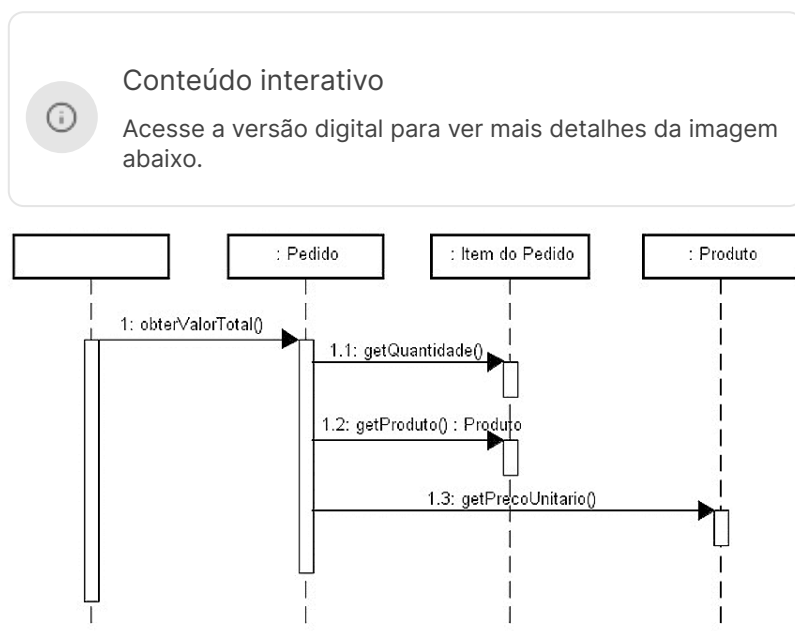 Conteúdo interativo
Acesse a versão digital para ver mais detalhes da imagem
abaixo.
: Pedido
: Item do Pedido
: Produto
1: obterValorTotal()
1.1: getQuantidade()
1.2: getProduto() : Produto
1.3: getPrecoUnitario()